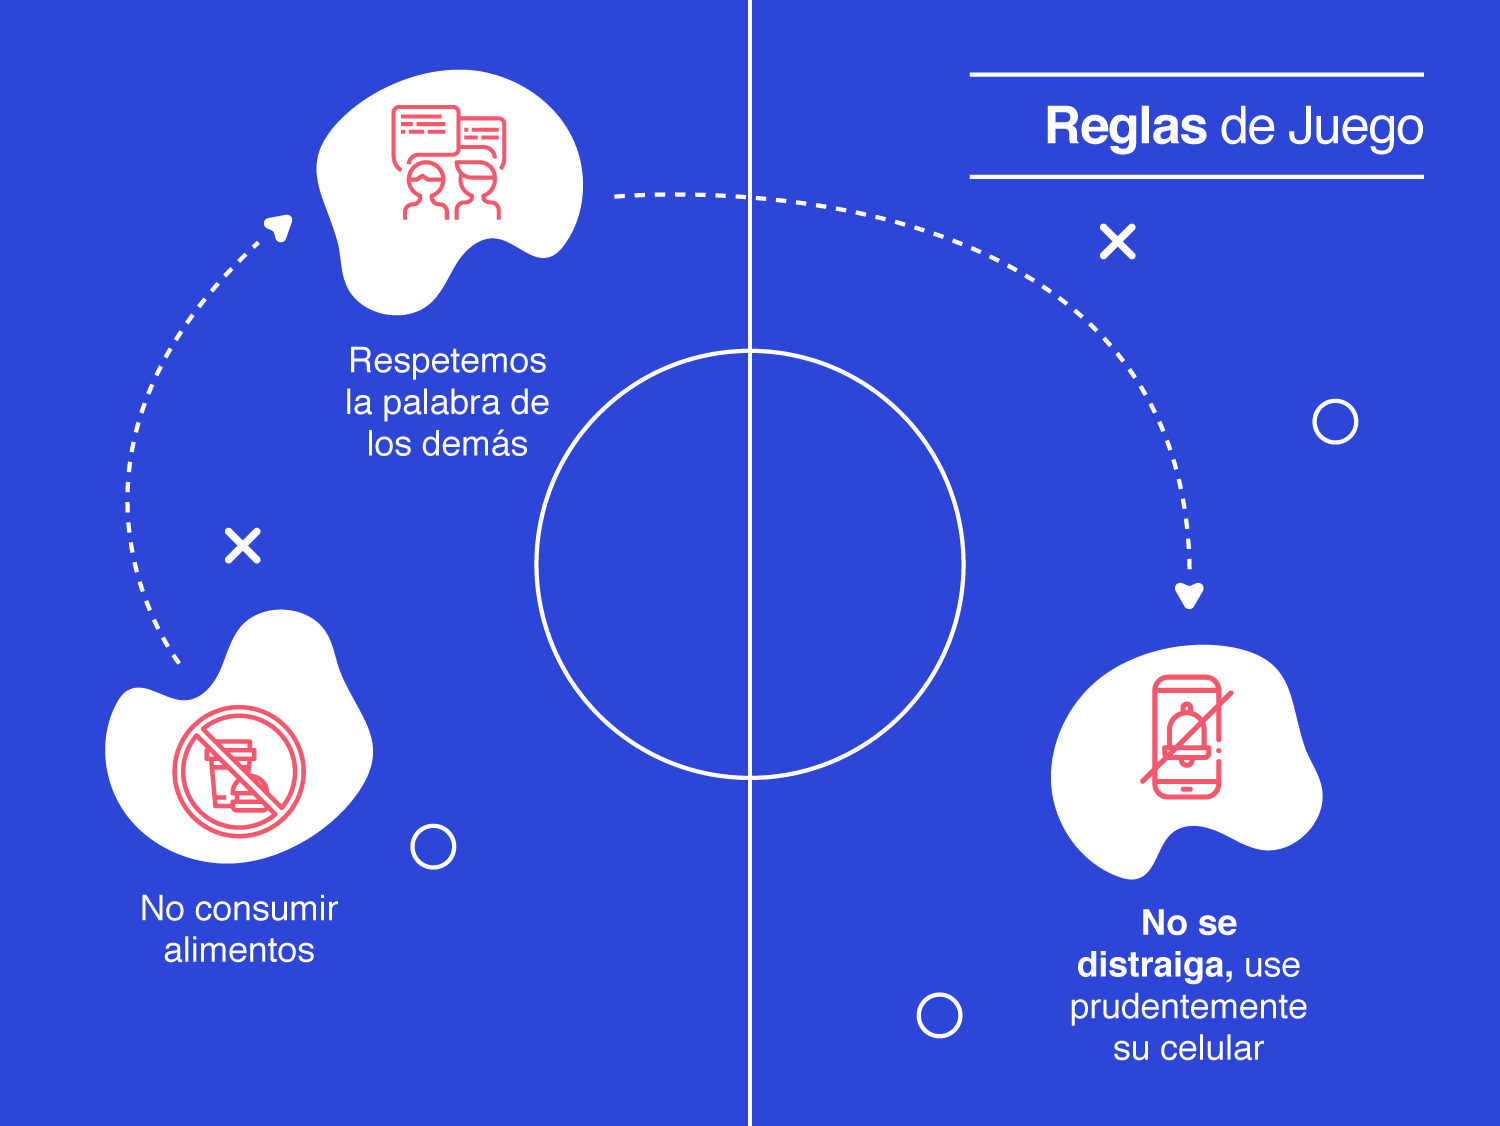 Reglas de Juego
Respetemos
la palabra de
los demás
No consumir
alimentos
No se
distraiga, use
prudentemente
su celular